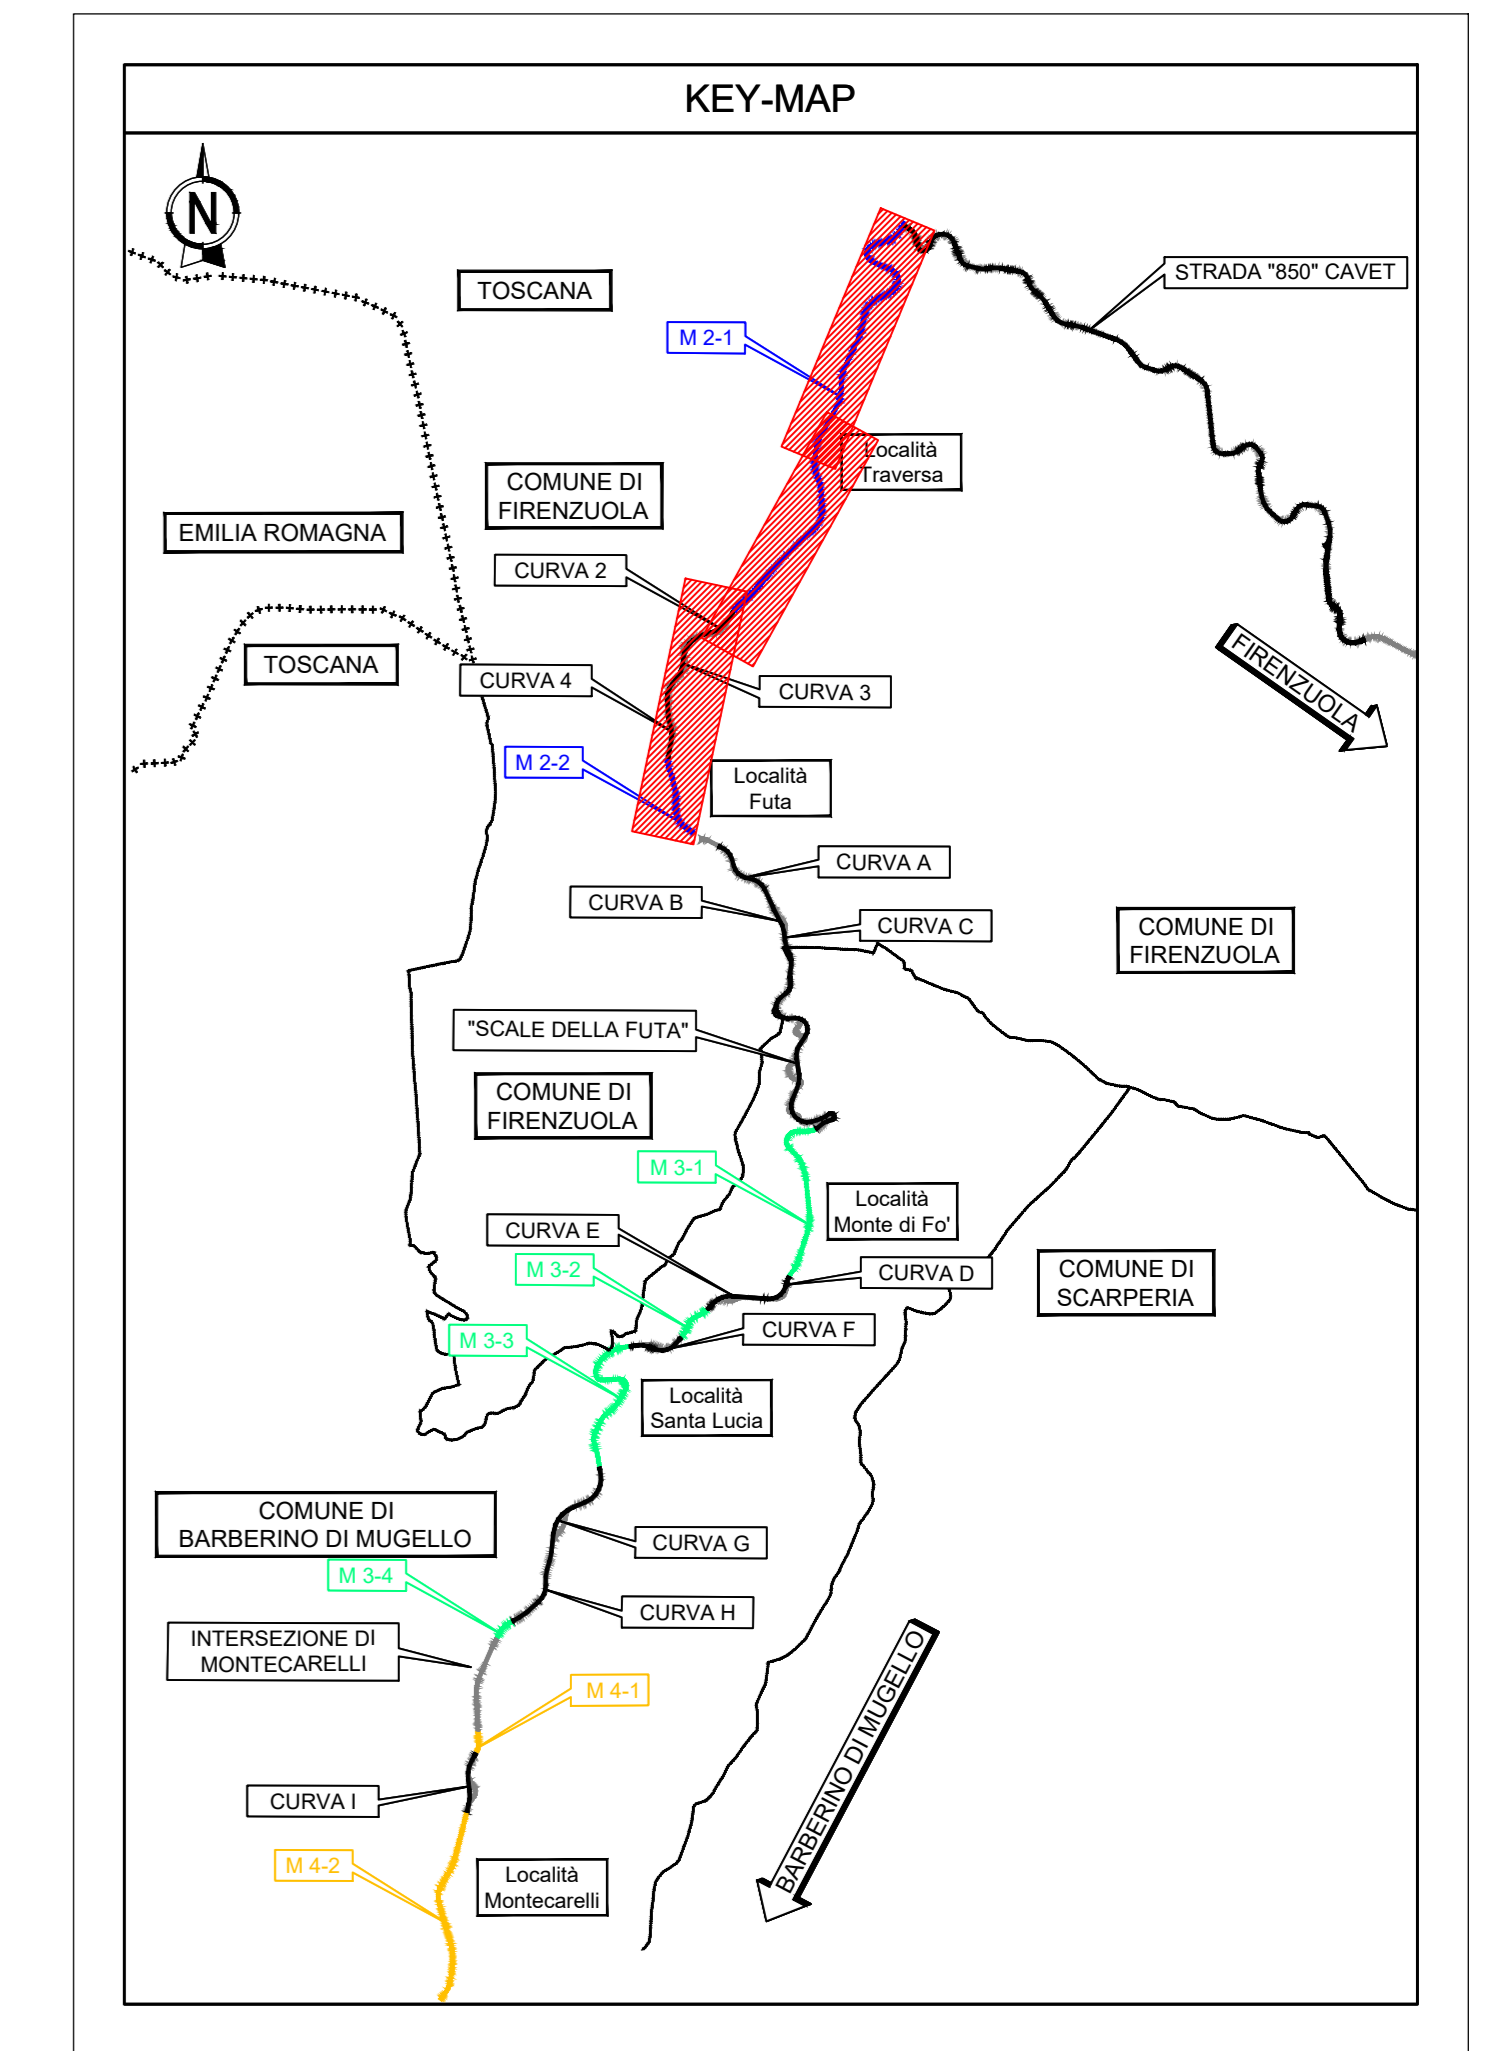 KEY-MAP
N
TOSCANA
STRADA "850" CAVET
M 2-1
Località
Traversa
COMUNE DI
FIRENZUOLA
EMILIA ROMAGNA
CURVA 2
TOSCANA
CURVA 4
CURVA 3
FIRENZUOLA
M 2-2
Località
Futa
CURVA A
CURVA B
CURVA C
COMUNE DI
FIRENZUOLA
"SCALE DELLA FUTA"
COMUNE DI
FIRENZUOLA
M 3-1
Località
Monte di Fo'
CURVA E
M 3-2
CURVA D
COMUNE DI
SCARPERIA
CURVA F
M 3-3
Località
Santa Lucia
COMUNE DI
BARBERINO DI MUGELLO
CURVA G
M 3-4
CURVA H
INTERSEZIONE DI
MONTECARELLI
M 4-1
BARBERINO DI MUGELLO
CURVA I
M 4-2
Località
Montecarelli